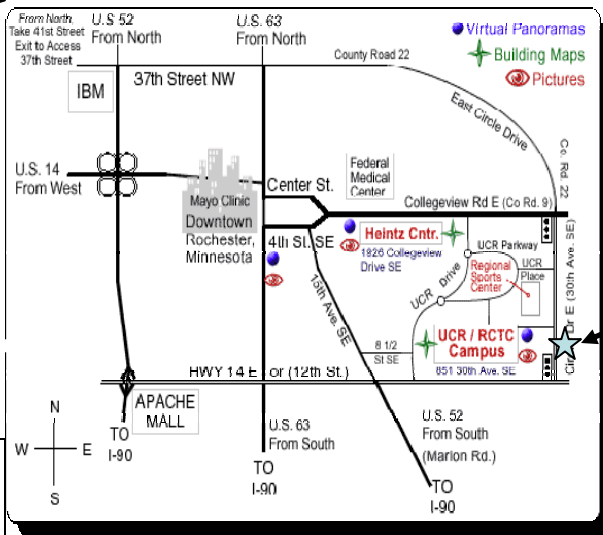 From North,
Take 41st Street
Exit to Access
37th Street
U.S 52
From North
U.S. 63
From North
Virtual Panoramas
Building Maps
Pictures
IBM
37th Street NW
County Road 22
East Circle Drive
Co. Rd. 22
U.S. 14
From West
Mayo Clinic
Downtown
Rochester,
Minnesota
Center St.
Federal
Medical
Center
Collegeview Rd E (Co Rd. 9)
Heintz Cntr.
1926 Collegeview
Drive SE
4th St. SE
15th Ave. SE
UCR Parkway
UCR
Place
Regional
Sports
Center
UCR Drive
UCR / RCTC
Campus
851 30th Ave. SE
8 1/2
St SE
Dr E (30th Ave. SE)
HWY 14 E or (12th St.)
APACHE
MALL
TO
I-90
U.S. 63
From South
TO
I-90
U.S. 52
From South
(Marion Rd.)
TO
I-90
N
W
E
S